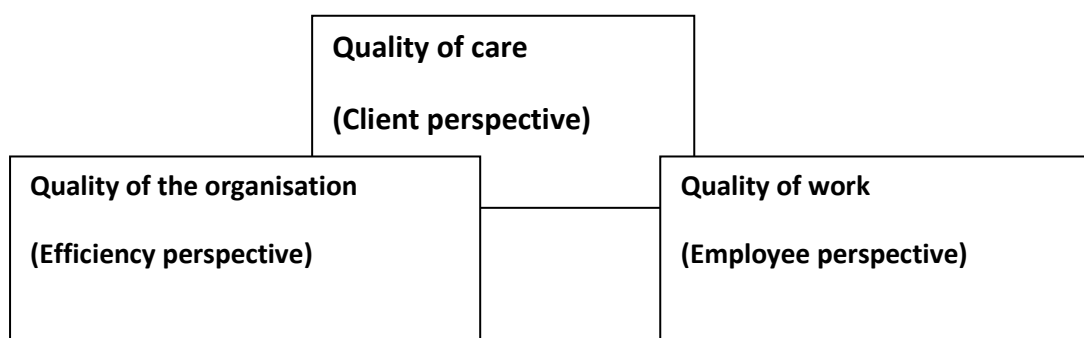 Quality of care
(Client perspective)
Quality of the organisation
(Efficiency perspective)
Quality of work
(Employee perspective)